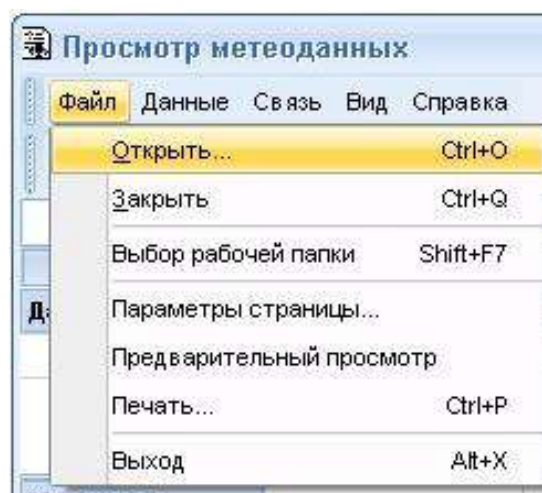 Просмотр метеоданных
Файл Данные Связь Вид Справка
Открыть... Ctrl+O
Закрыть Ctrl+Q
Выбор рабочей папки Shift+F7
Параметры страницы...
Предварительный просмотр
Печать... Ctrl+P
Выход Alt+X